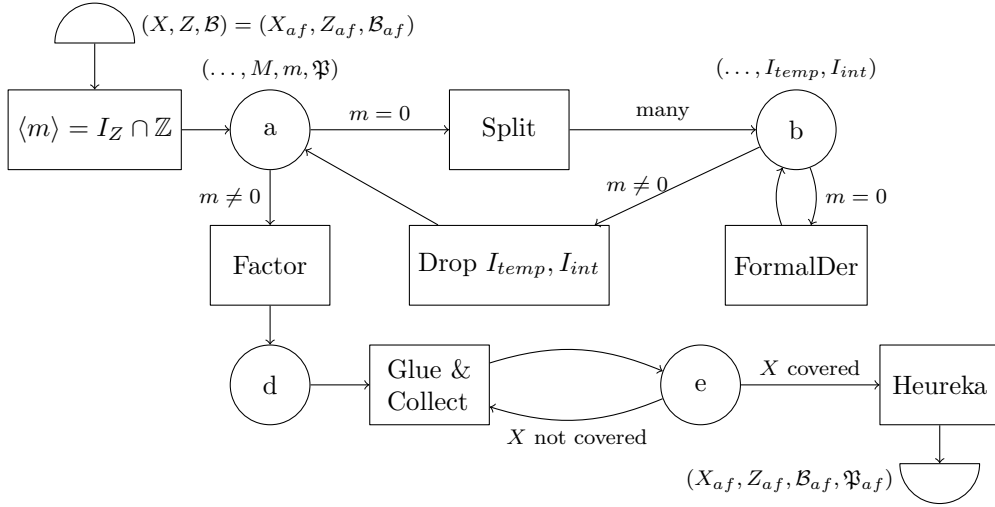 (X, Z, ℬ) = (X_{af}, Z_{af}, ℬ_{af})
(…, M, m, 𝔓)
(…, I_{temp}, I_{int})
⟨m⟩ = I_Z ∩ ℤ
a
m = 0
Split
many
b
m ≠ 0
m ≠ 0
m = 0
Factor
Drop I_{temp}, I_{int}
FormalDer
d
Glue &
Collect
e
X covered
Heureka
X not covered
(X_{af}, Z_{af}, ℬ_{af}, 𝔓_{af})